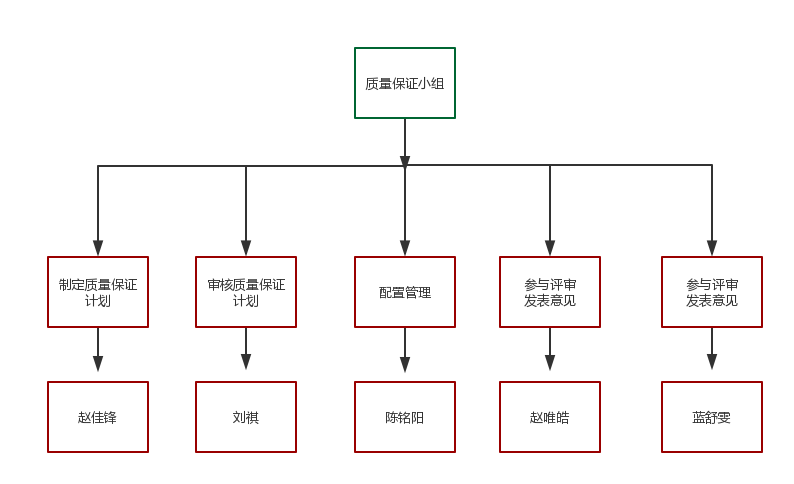 质量保证小组
制定质量保证
计划
审核质量保证
计划
配置管理
参与评审
发表意见
参与评审
发表意见
赵佳锋
刘祺
陈铭阳
赵唯皓
蓝舒雯